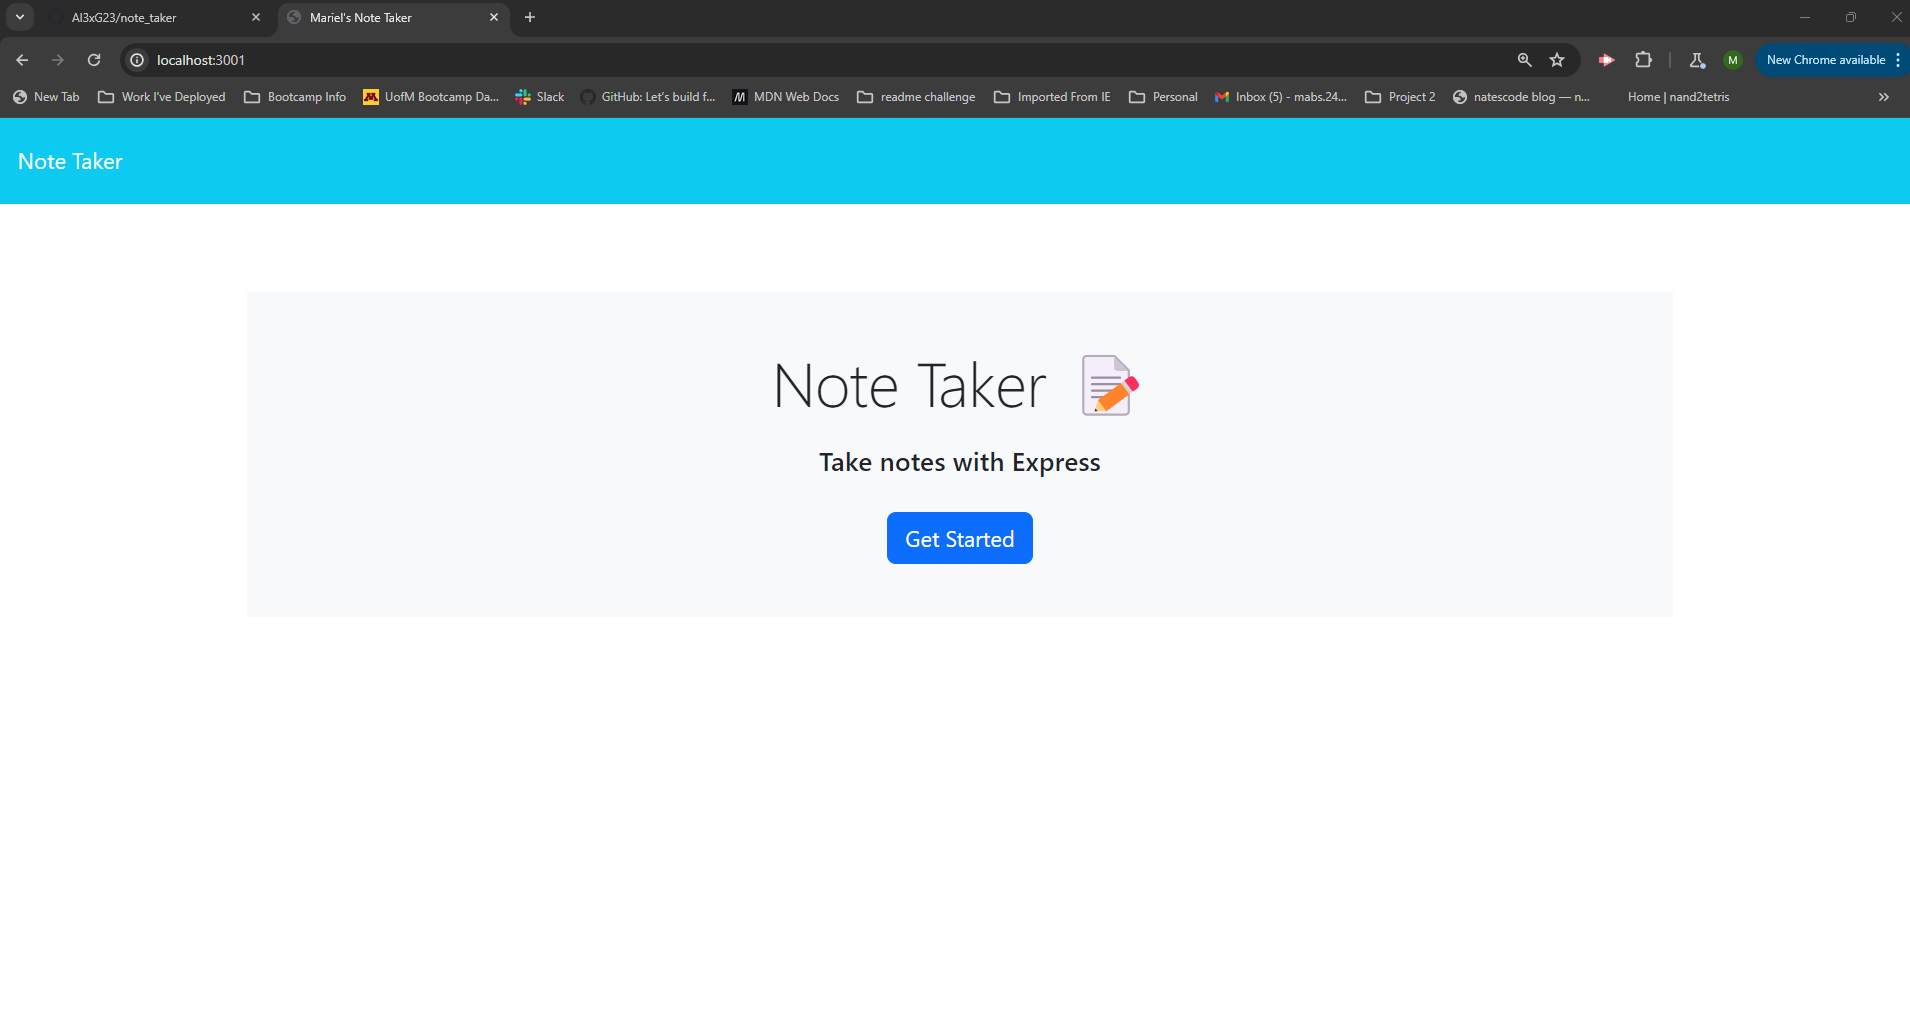 Al3xG23/note_taker
Mariel's Note Taker
localhost:3001
New Chrome available
M
New Tab
Work I've Deployed
Bootcamp Info
UofM Bootcamp Da...
Slack
GitHub: Let's build f...
MDN Web Docs
readme challenge
Imported From IE
Personal
Inbox (5) - mabs.24...
Project 2
natescode blog — n...
Home | nand2tetris
Note Taker
Note Taker
Take notes with Express
Get Started